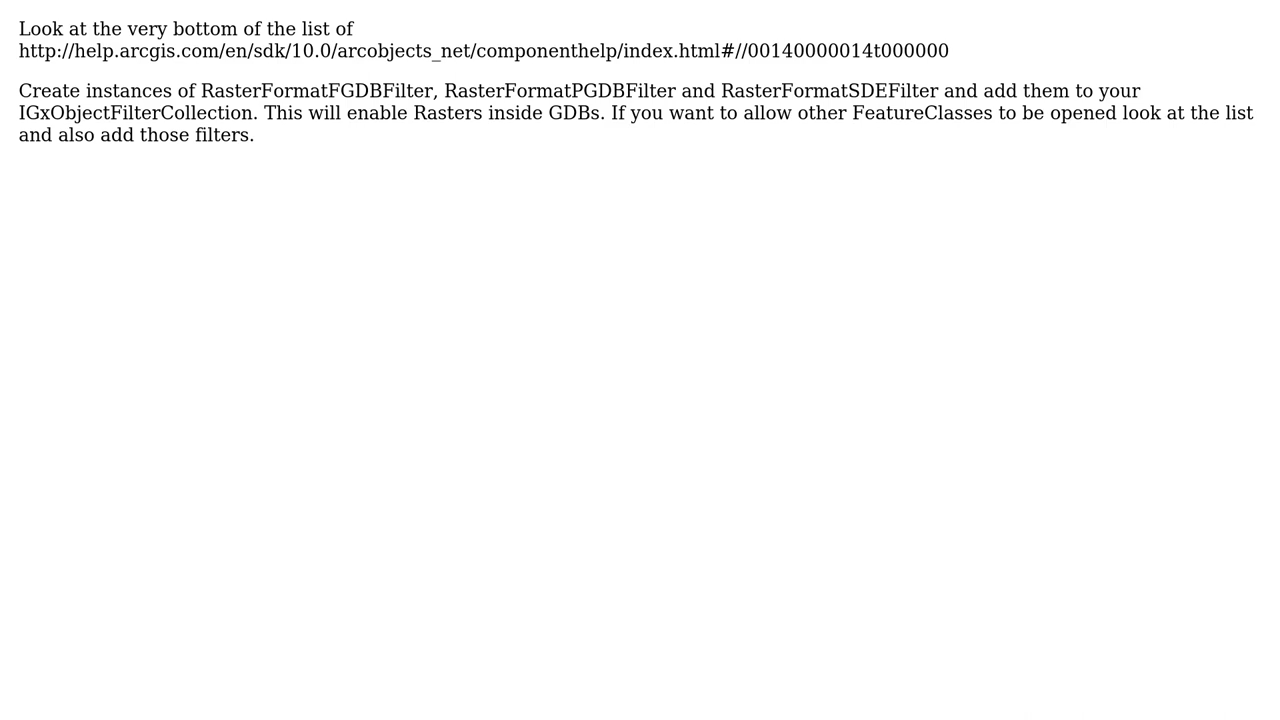 Look at the very bottom of the list of
http://help.arcgis.com/en/sdk/10.0/arcobjects_net/componenthelp/index.html#//00140000014t000000
Create instances of RasterFormatFGDBFilter, RasterFormatPGDBFilter and RasterFormatSDEFilter and add them to your
IGxObjectFilterCollection. This will enable Rasters inside GDBs. If you want to allow other FeatureClasses to be opened look at the list
and also add those filters.